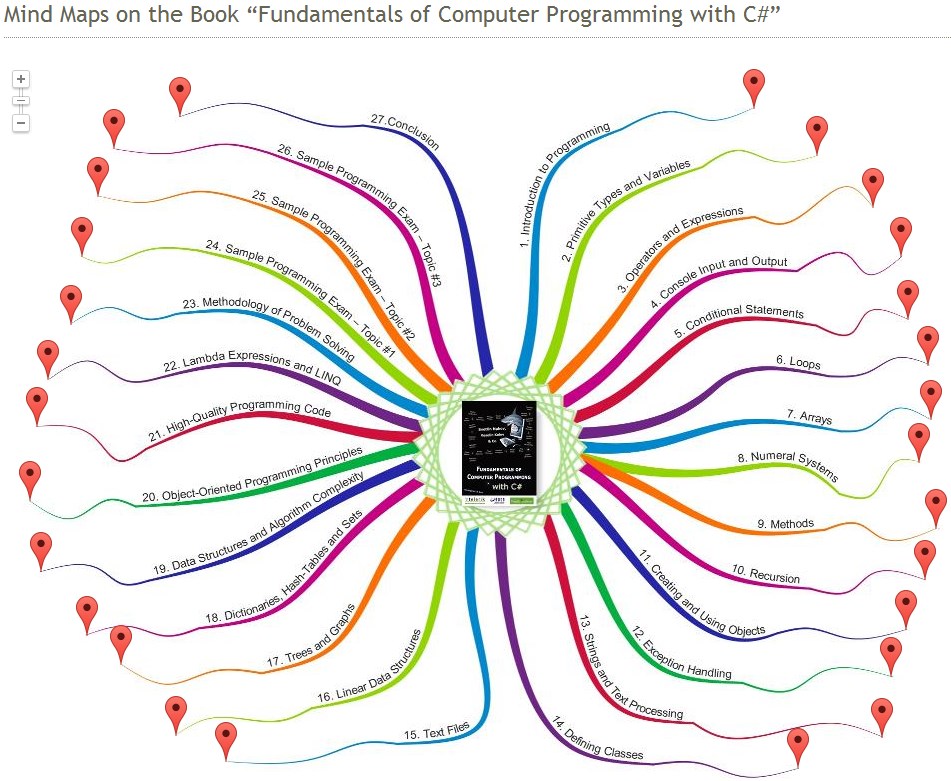 Mind Maps on the Book “Fundamentals of Computer Programming with C#”
1. Introduction to Programming
2. Primitive Types and Variables
3. Operators and Expressions
4. Console Input and Output
5. Conditional Statements
6. Loops
7. Arrays
8. Numeral Systems
9. Methods
10. Recursion
11. Creating and Using Objects
12. Exception Handling
13. Strings and Text Processing
14. Defining Classes
15. Text Files
16. Linear Data Structures
17. Trees and Graphs
18. Dictionaries, Hash-Tables and Sets
19. Data Structures and Algorithm Complexity
20. Object-Oriented Programming Principles
21. High-Quality Programming Code
22. Lambda Expressions and LINQ
23. Methodology of Problem Solving
24. Sample Programming Exam – Topic #1
25. Sample Programming Exam – Topic #2
26. Sample Programming Exam – Topic #3
27.Conclusion
Svetlin Nakov,
Veselin Kolev
& Co.
FUNDAMENTALS OF
COMPUTER PROGRAMMING
with C#